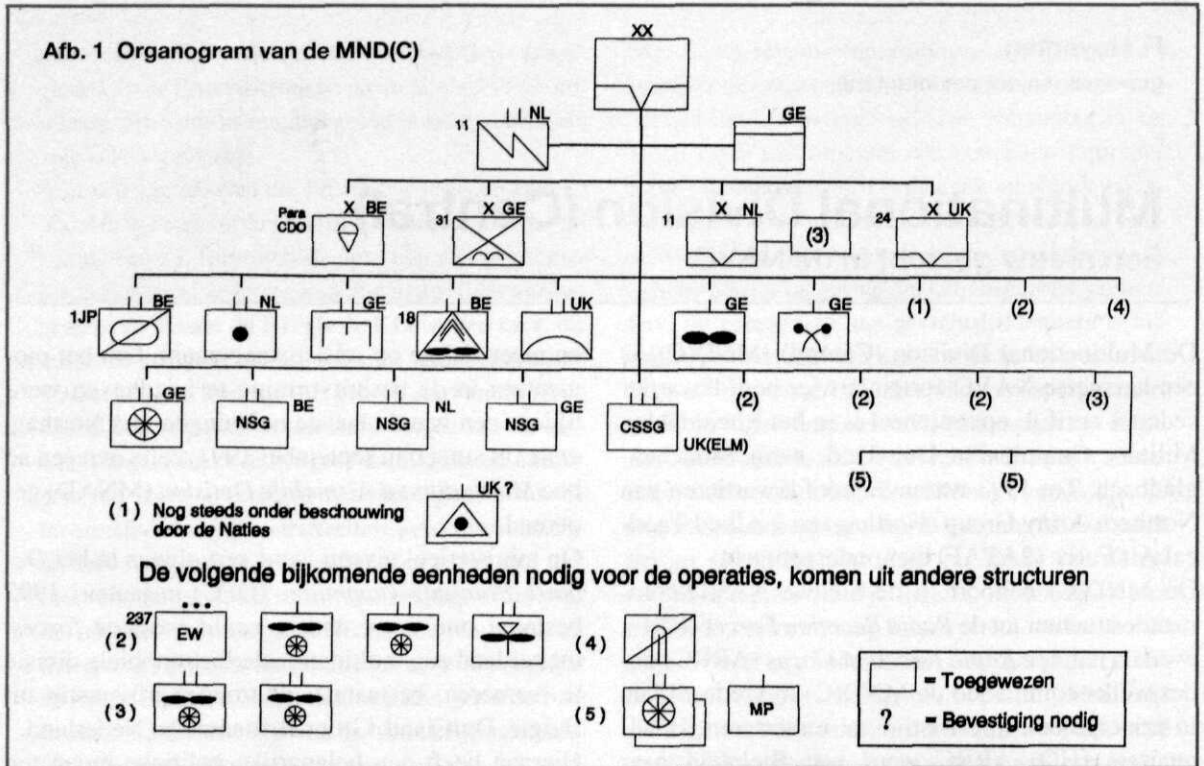 Afb. 1 Organogram van de MND(C)
XX
11 NL
GE
Para CDO X BE
31 X GE
11 X NL
(3)
24 X UK
1JP BE
NL
GE
18 BE
UK
GE
GE
(1)
(2)
(4)
GE
NSG BE
NSG NL
NSG GE
CSSG UK(ELM)
(2)
(2)
(2)
(3)
(5)
(5)
(1) Nog steeds onder beschouwing
door de Naties
UK ?
De volgende bijkomende eenheden nodig voor de operaties, komen uit andere structuren
(2) 237 EW
(4)
(3)
(5) MP
= Toegewezen
? = Bevestiging nodig